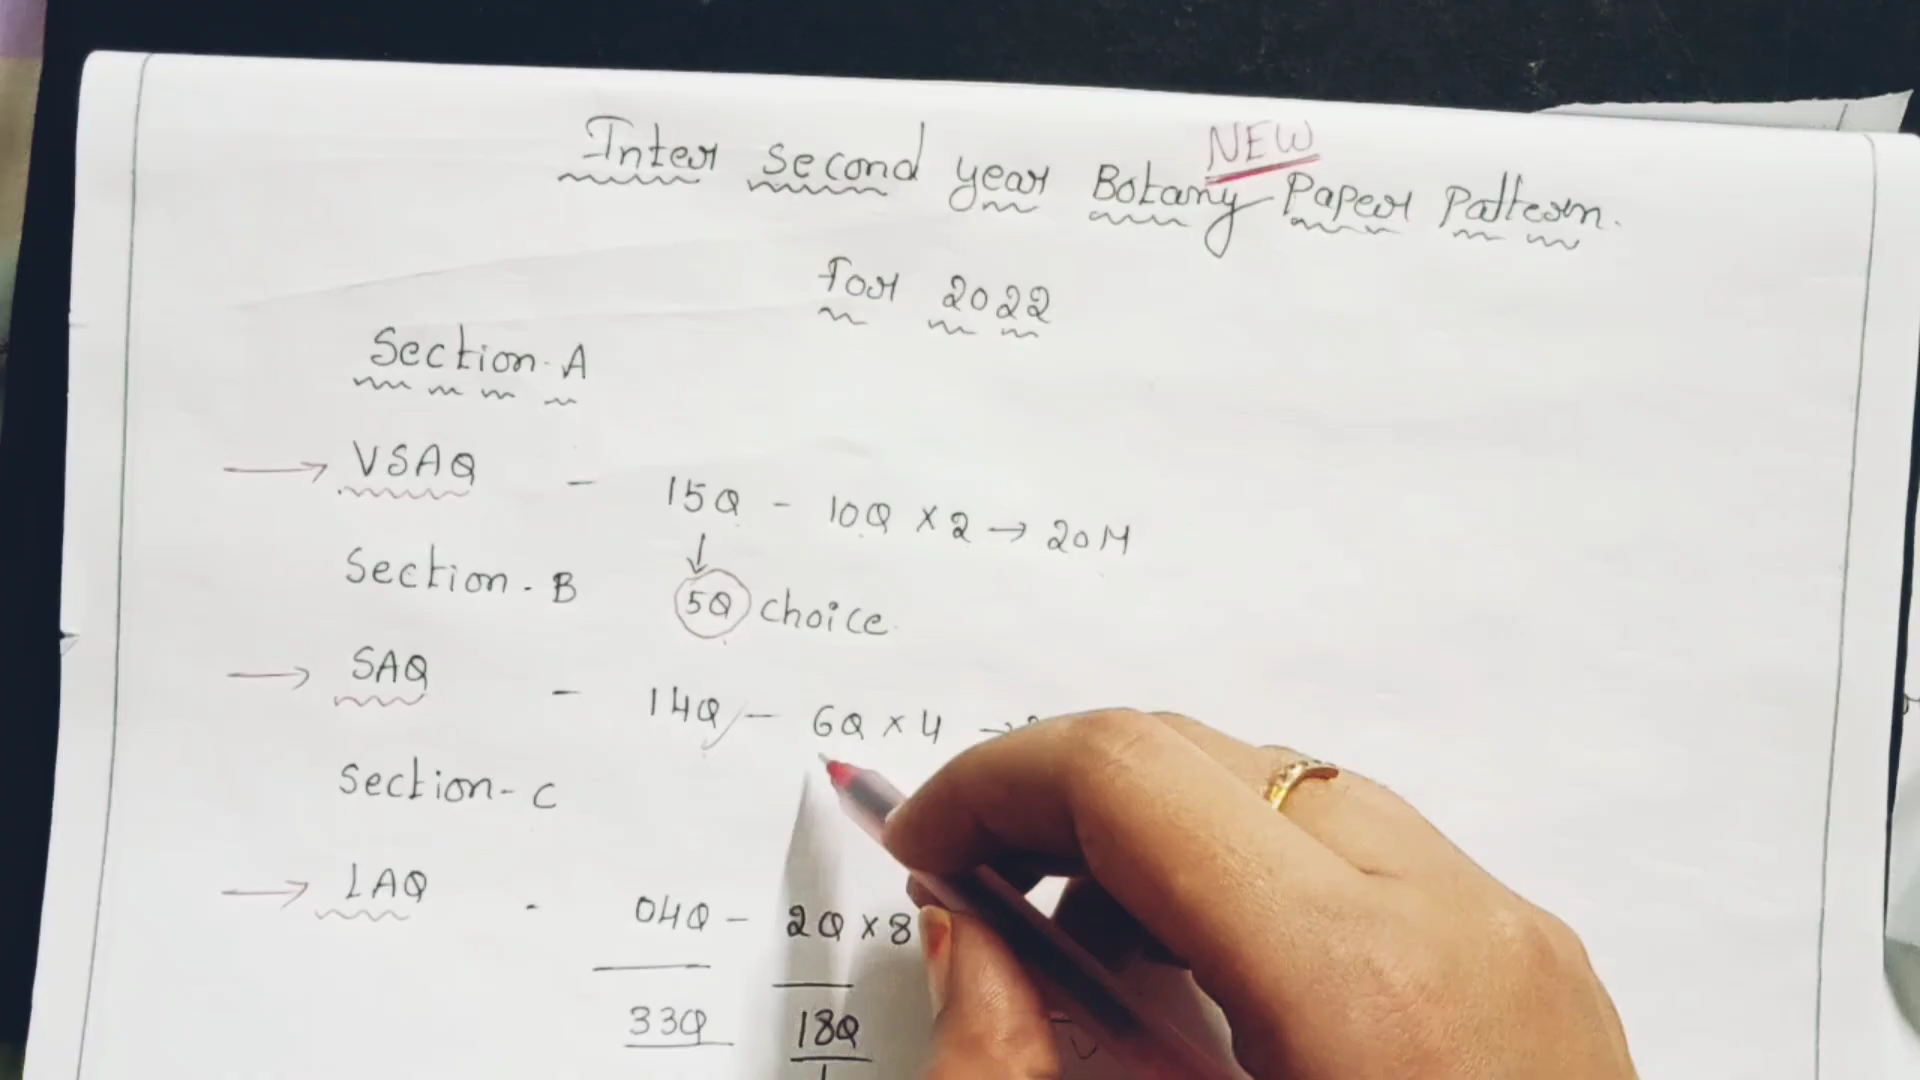 NEW
Inter second year Botany Paper Pattern.
For 2022
Section-A
VSAQ - 15Q - 10Q × 2 → 20M
5Q choice.
Section-B
SAQ - 14Q - 6Q × 4 →
Section-C
LAQ - 04Q - 2Q × 8
33Q 18Q